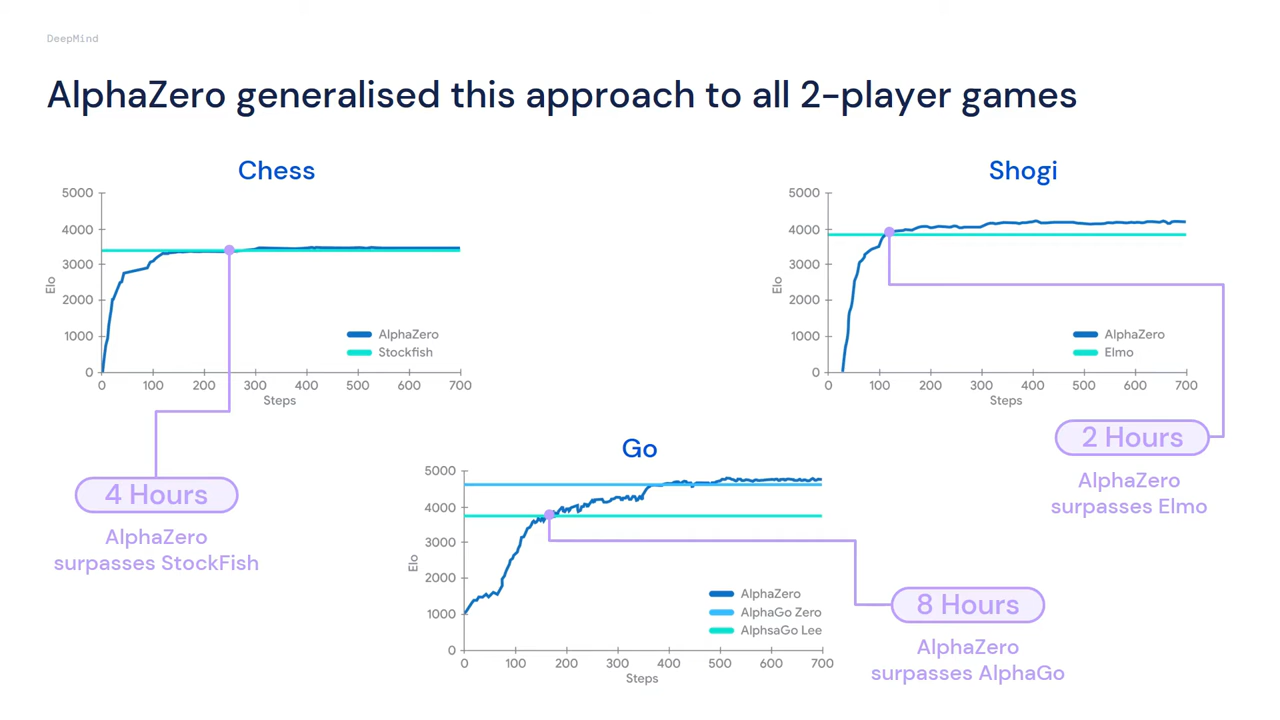 DeepMind
AlphaZero generalised this approach to all 2-player games
Chess
5000
4000
3000
2000
1000
0
Elo
0 100 200 300 400 500 600 700
Steps
AlphaZero
Stockfish
4 Hours
AlphaZero
surpasses StockFish
Shogi
5000
4000
3000
2000
1000
0
Elo
0 100 200 300 400 500 600 700
Steps
AlphaZero
Elmo
2 Hours
AlphaZero
surpasses Elmo
Go
5000
4000
3000
2000
1000
0
Elo
0 100 200 300 400 500 600 700
Steps
AlphaZero
AlphaGo Zero
AlphsaGo Lee
8 Hours
AlphaZero
surpasses AlphaGo